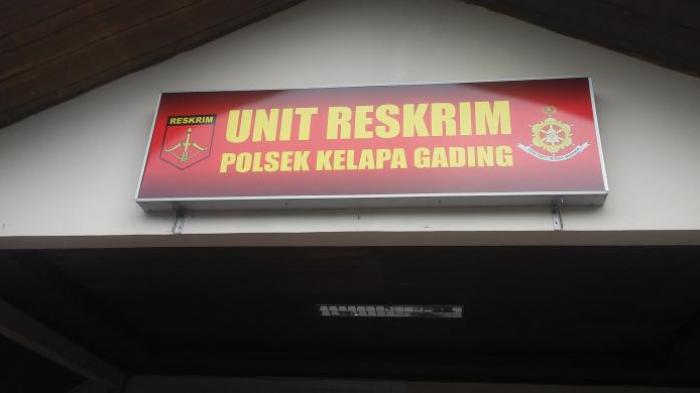 RESKRIM
UNIT RESKRIM
POLSEK KELAPA GADING